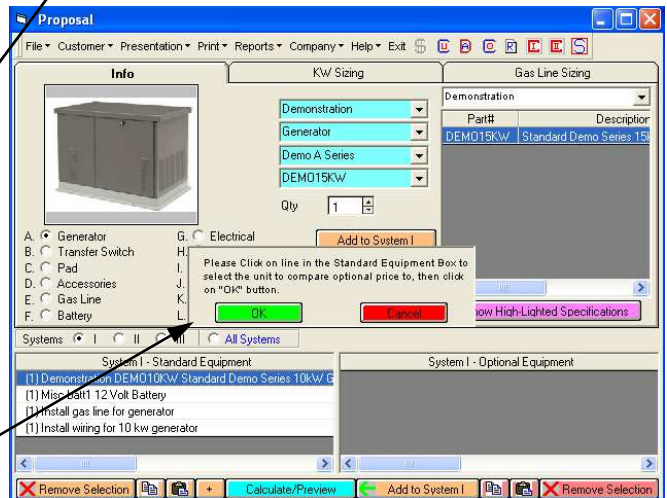 Proposal
File Customer Presentation Print Reports Company Help Exit
Info KW Sizing Gas Line Sizing
Demonstration
Generator
Demo A Series
DEMO15KW
Qty 1
Demonstration
Part# Description
DEMO15KW Standard Demo Series 15k
A. Generator G. Electrical Add to System I
B. Transfer Switch H.
C. Pad I.
D. Accessories J.
E. Gas Line K.
F. Battery L.
Please Click on line in the Standard Equipment Box to
select the unit to compare optional price to, then click
on "OK" button.
OK Cancel
ow High-Lighted Specifications
Systems I II III All Systems
System I - Standard Equipment System I - Optional Equipment
(1) Demonstration DEMO10KW Standard Demo Series 10kW G
(1) Misc batt1 12 Volt Battery
(1) Install gas line for generator
(1) Install wiring for 10 kw generator
Remove Selection + Calculate/Preview Add to System I Remove Selection